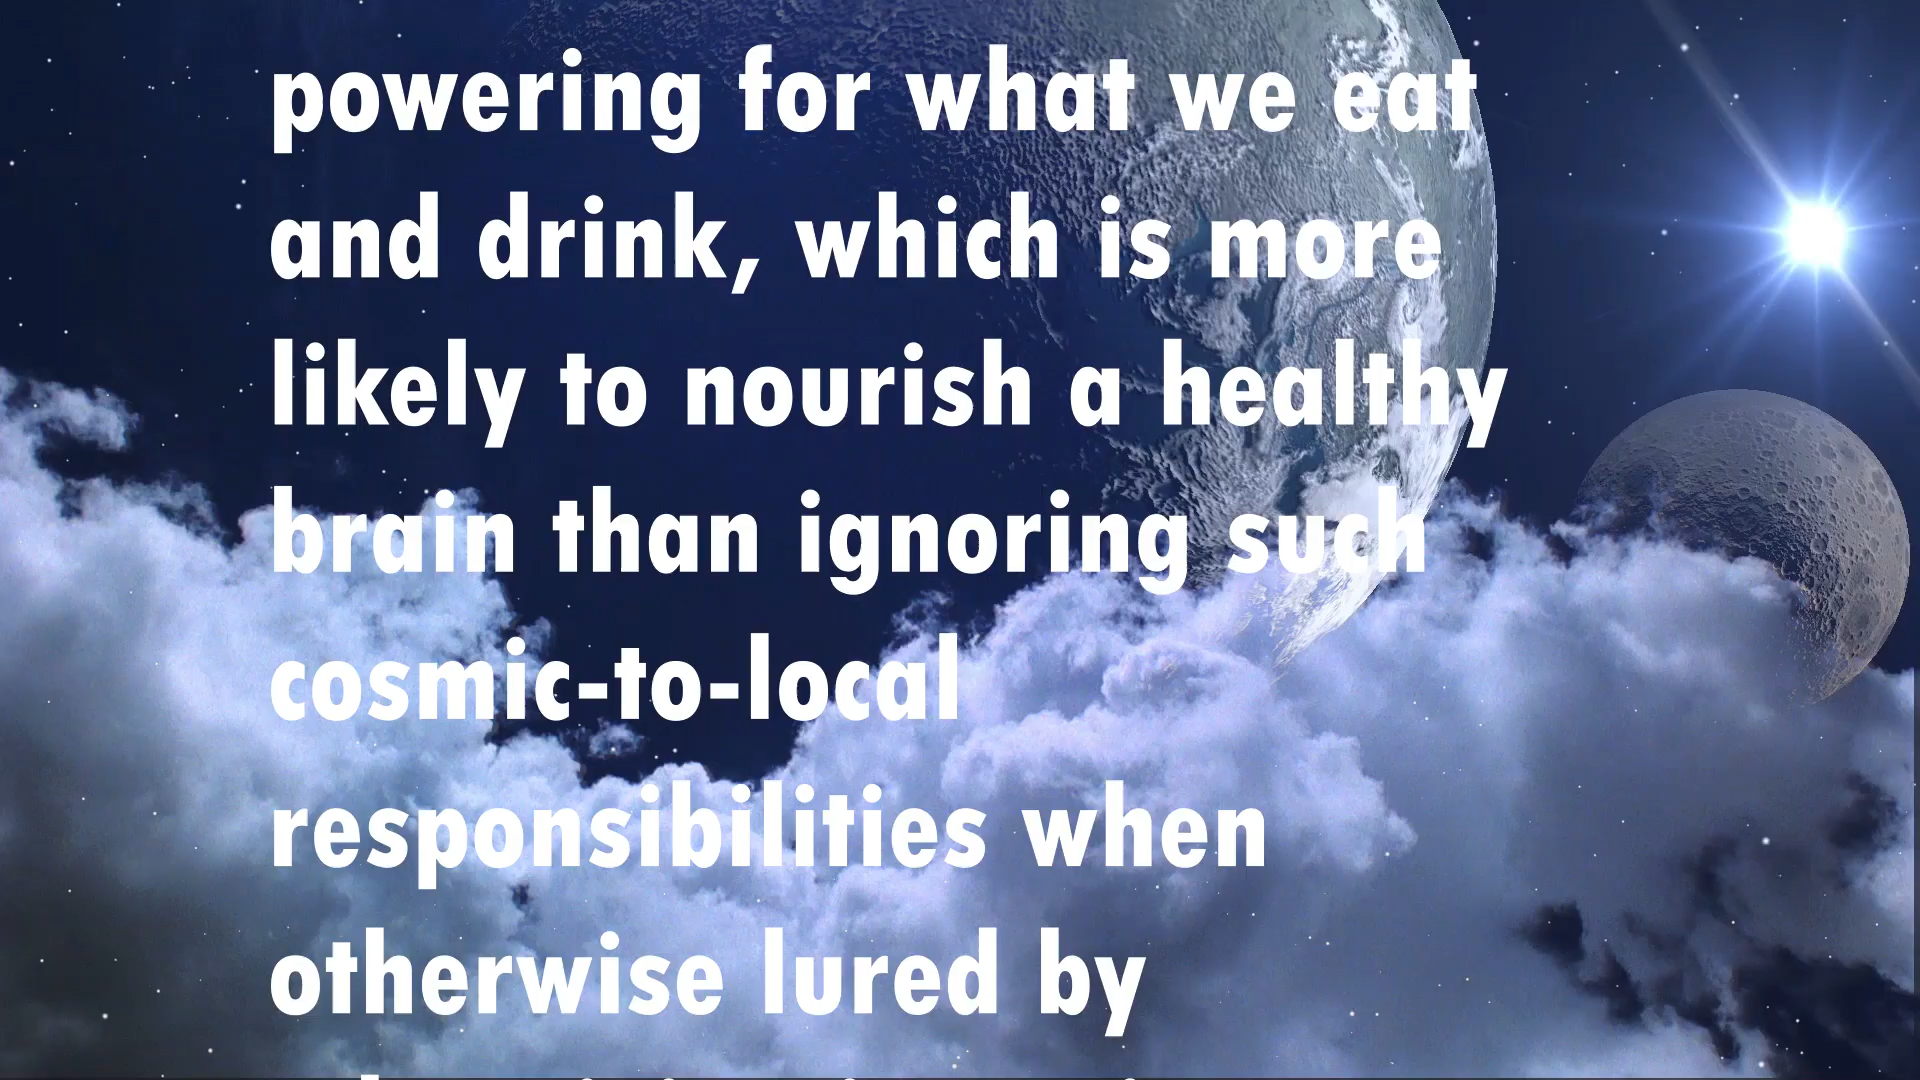 powering for what we eat
and drink, which is more
likely to nourish a healthy
brain than ignoring such
cosmic-to-local
responsibilities when
otherwise lured by